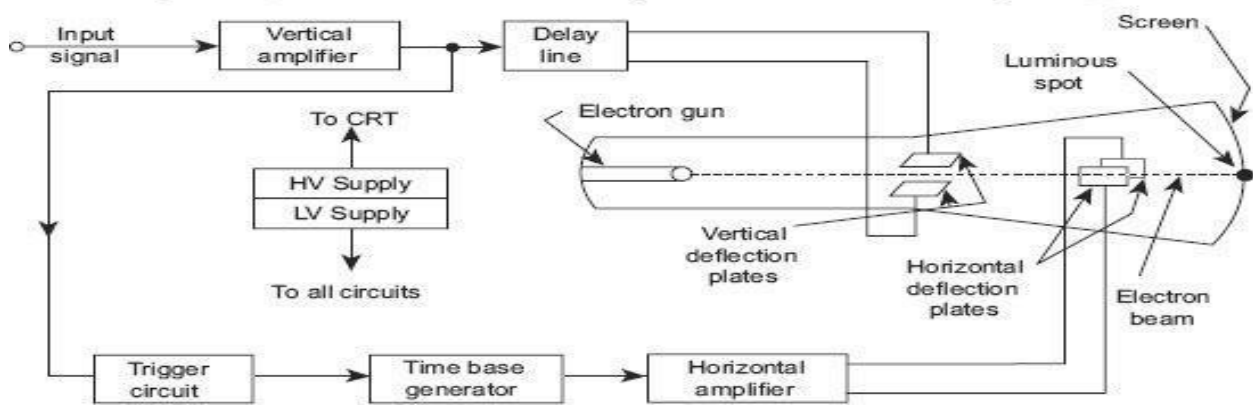 Input
signal
Vertical
amplifier
Delay
line
Screen
Luminous
spot
To CRT
Electron gun
HV Supply
LV Supply
To all circuits
Vertical
deflection
plates
Horizontal
deflection
plates
Electron
beam
Trigger
circuit
Time base
generator
Horizontal
amplifier